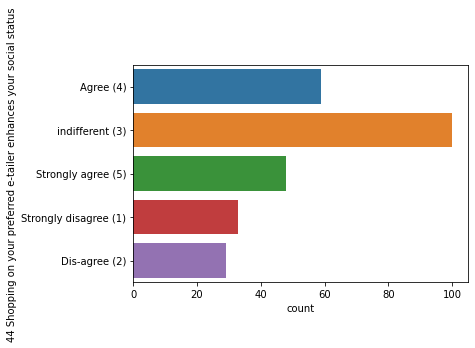 44 Shopping on your preferred e-tailer enhances your social status
Agree (4)
indifferent (3)
Strongly agree (5)
Strongly disagree (1)
Dis-agree (2)
0 20 40 60 80 100
count